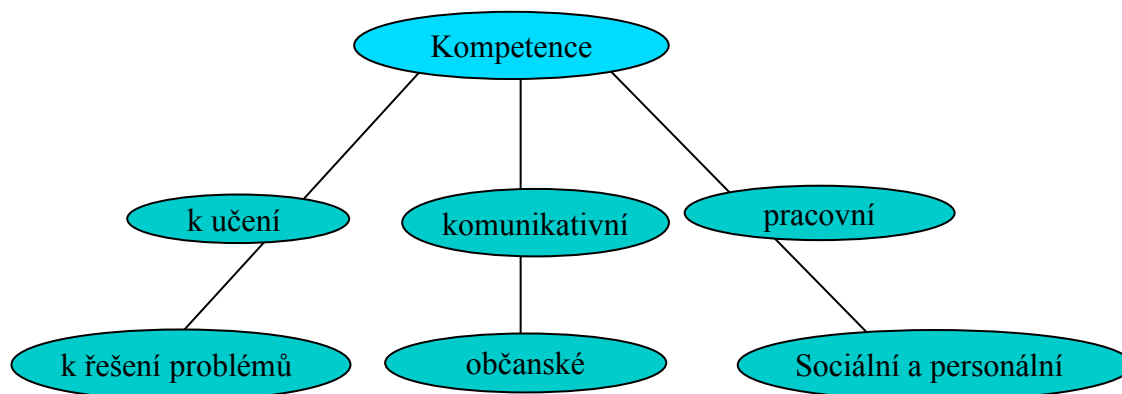 Kompetence
k učení
komunikativní
pracovní
k řešení problémů
občanské
Sociální a personální